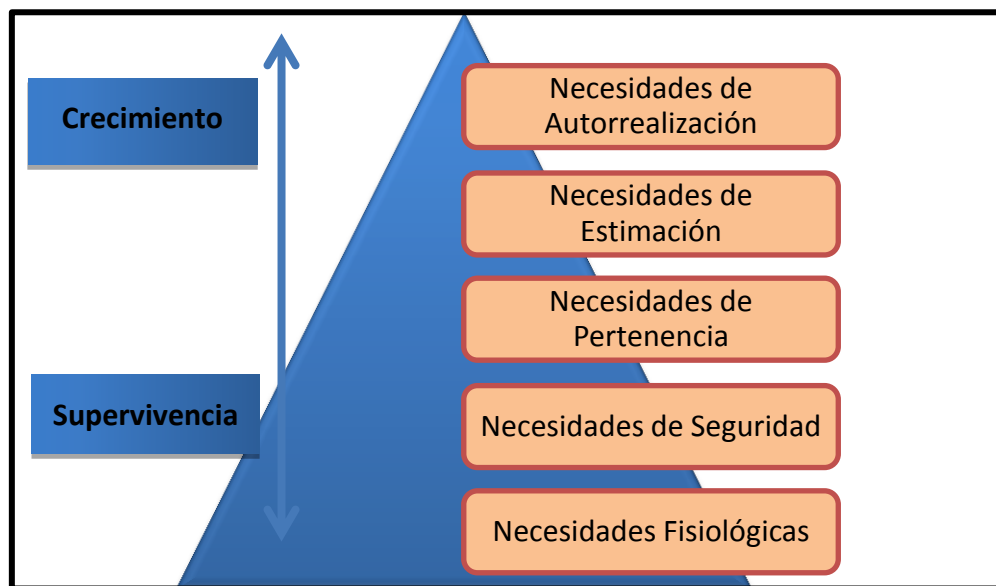 Crecimiento
Necesidades de
Autorrealización
Necesidades de
Estimación
Necesidades de
Pertenencia
Supervivencia
Necesidades de Seguridad
Necesidades Fisiológicas